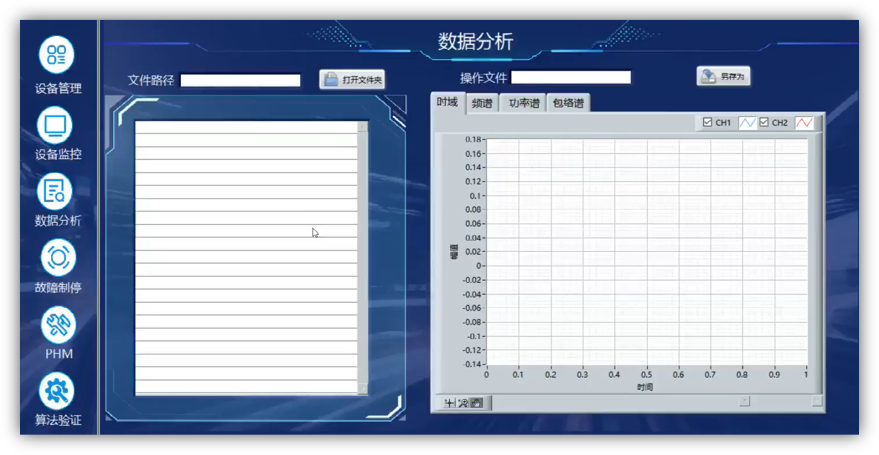 数据分析
设备管理
设备监控
数据分析
故障制停
PHM
算法验证
文件路径
打开文件夹
操作文件
另存为
时域 频谱 功率谱 包络谱
CH1 CH2
0.18
0.16
0.14
0.12
0.1
0.08
0.06
0.04
0.02
0
-0.02
-0.04
-0.06
-0.08
-0.1
-0.12
-0.14
幅值
0 0.1 0.2 0.3 0.4 0.5 0.6 0.7 0.8 0.9 1
时间